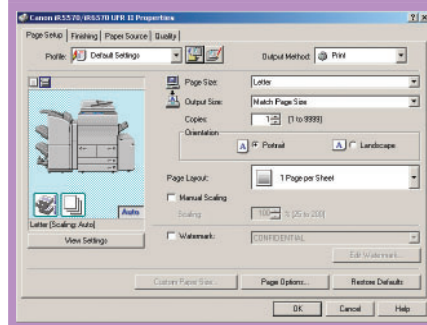 Canon iR5570/iR6570 UFR II Properties
Page Setup Finishing Paper Source Quality
Profile: Default Settings Output Method: Print
Page Size: Letter
Output Size: Match Page Size
Copies: 1 [1 to 9999]
Orientation
A Portrait A Landscape
Page Layout: 1 Page per Sheet
Manual Scaling
Scaling: 100 % [25 to 200]
Auto
Letter [Scaling: Auto]
View Settings
Watermark: CONFIDENTIAL
Edit Watermark...
Custom Paper Size... Page Options... Restore Defaults
OK Cancel Help